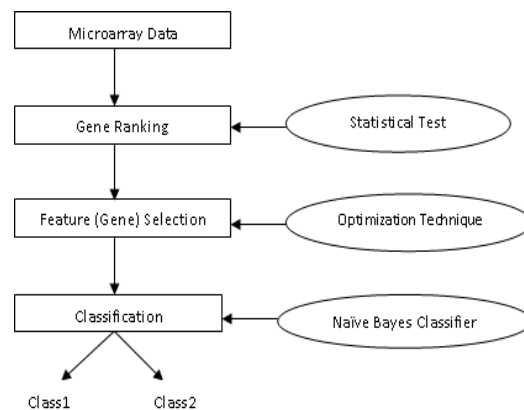 Microarray Data
Gene Ranking
Statistical Test
Feature (Gene) Selection
Optimization Technique
Classification
Naïve Bayes Classifier
Class1
Class2